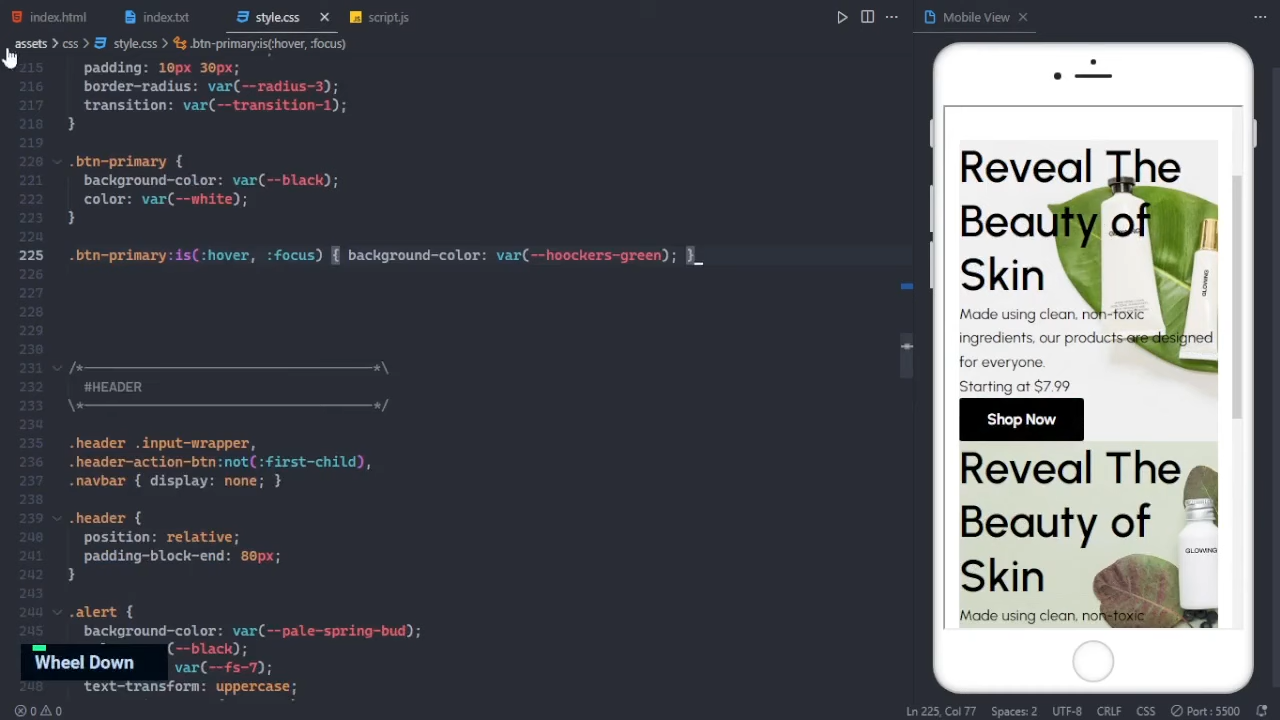 index.html
index.txt
style.css
script.js
Mobile View
assets > css > style.css > .btn-primary:is(:hover, :focus)
215 padding: 10px 30px;
216 border-radius: var(--radius-3);
217 transition: var(--transition-1);
218 }
219
220 .btn-primary {
221 background-color: var(--black);
222 color: var(--white);
223 }
224
225 .btn-primary:is(:hover, :focus) { background-color: var(--hoockers-green); }
226
227
228
229
230
231 /*-----------------------------------*\
232 #HEADER
233 \*-----------------------------------*/
234
235 .header .input-wrapper,
236 .header-action-btn:not(:first-child),
237 .navbar { display: none; }
238
239 .header {
240 position: relative;
241 padding-block-end: 80px;
242 }
243
244 .alert {
245 background-color: var(--pale-spring-bud);
(--black);
var(--fs-7);
248 text-transform: uppercase;
Wheel Down
Reveal The
Beauty of
Skin
Made using clean, non-toxic
ingredients, our products are designed
for everyone.
Starting at $7.99
Shop Now
GLOWING
Reveal The
Beauty of
Skin
GLOWING
Made using clean, non-toxic
0 0
Ln 225, Col 77
Spaces: 2
UTF-8
CRLF
CSS
Port : 5500